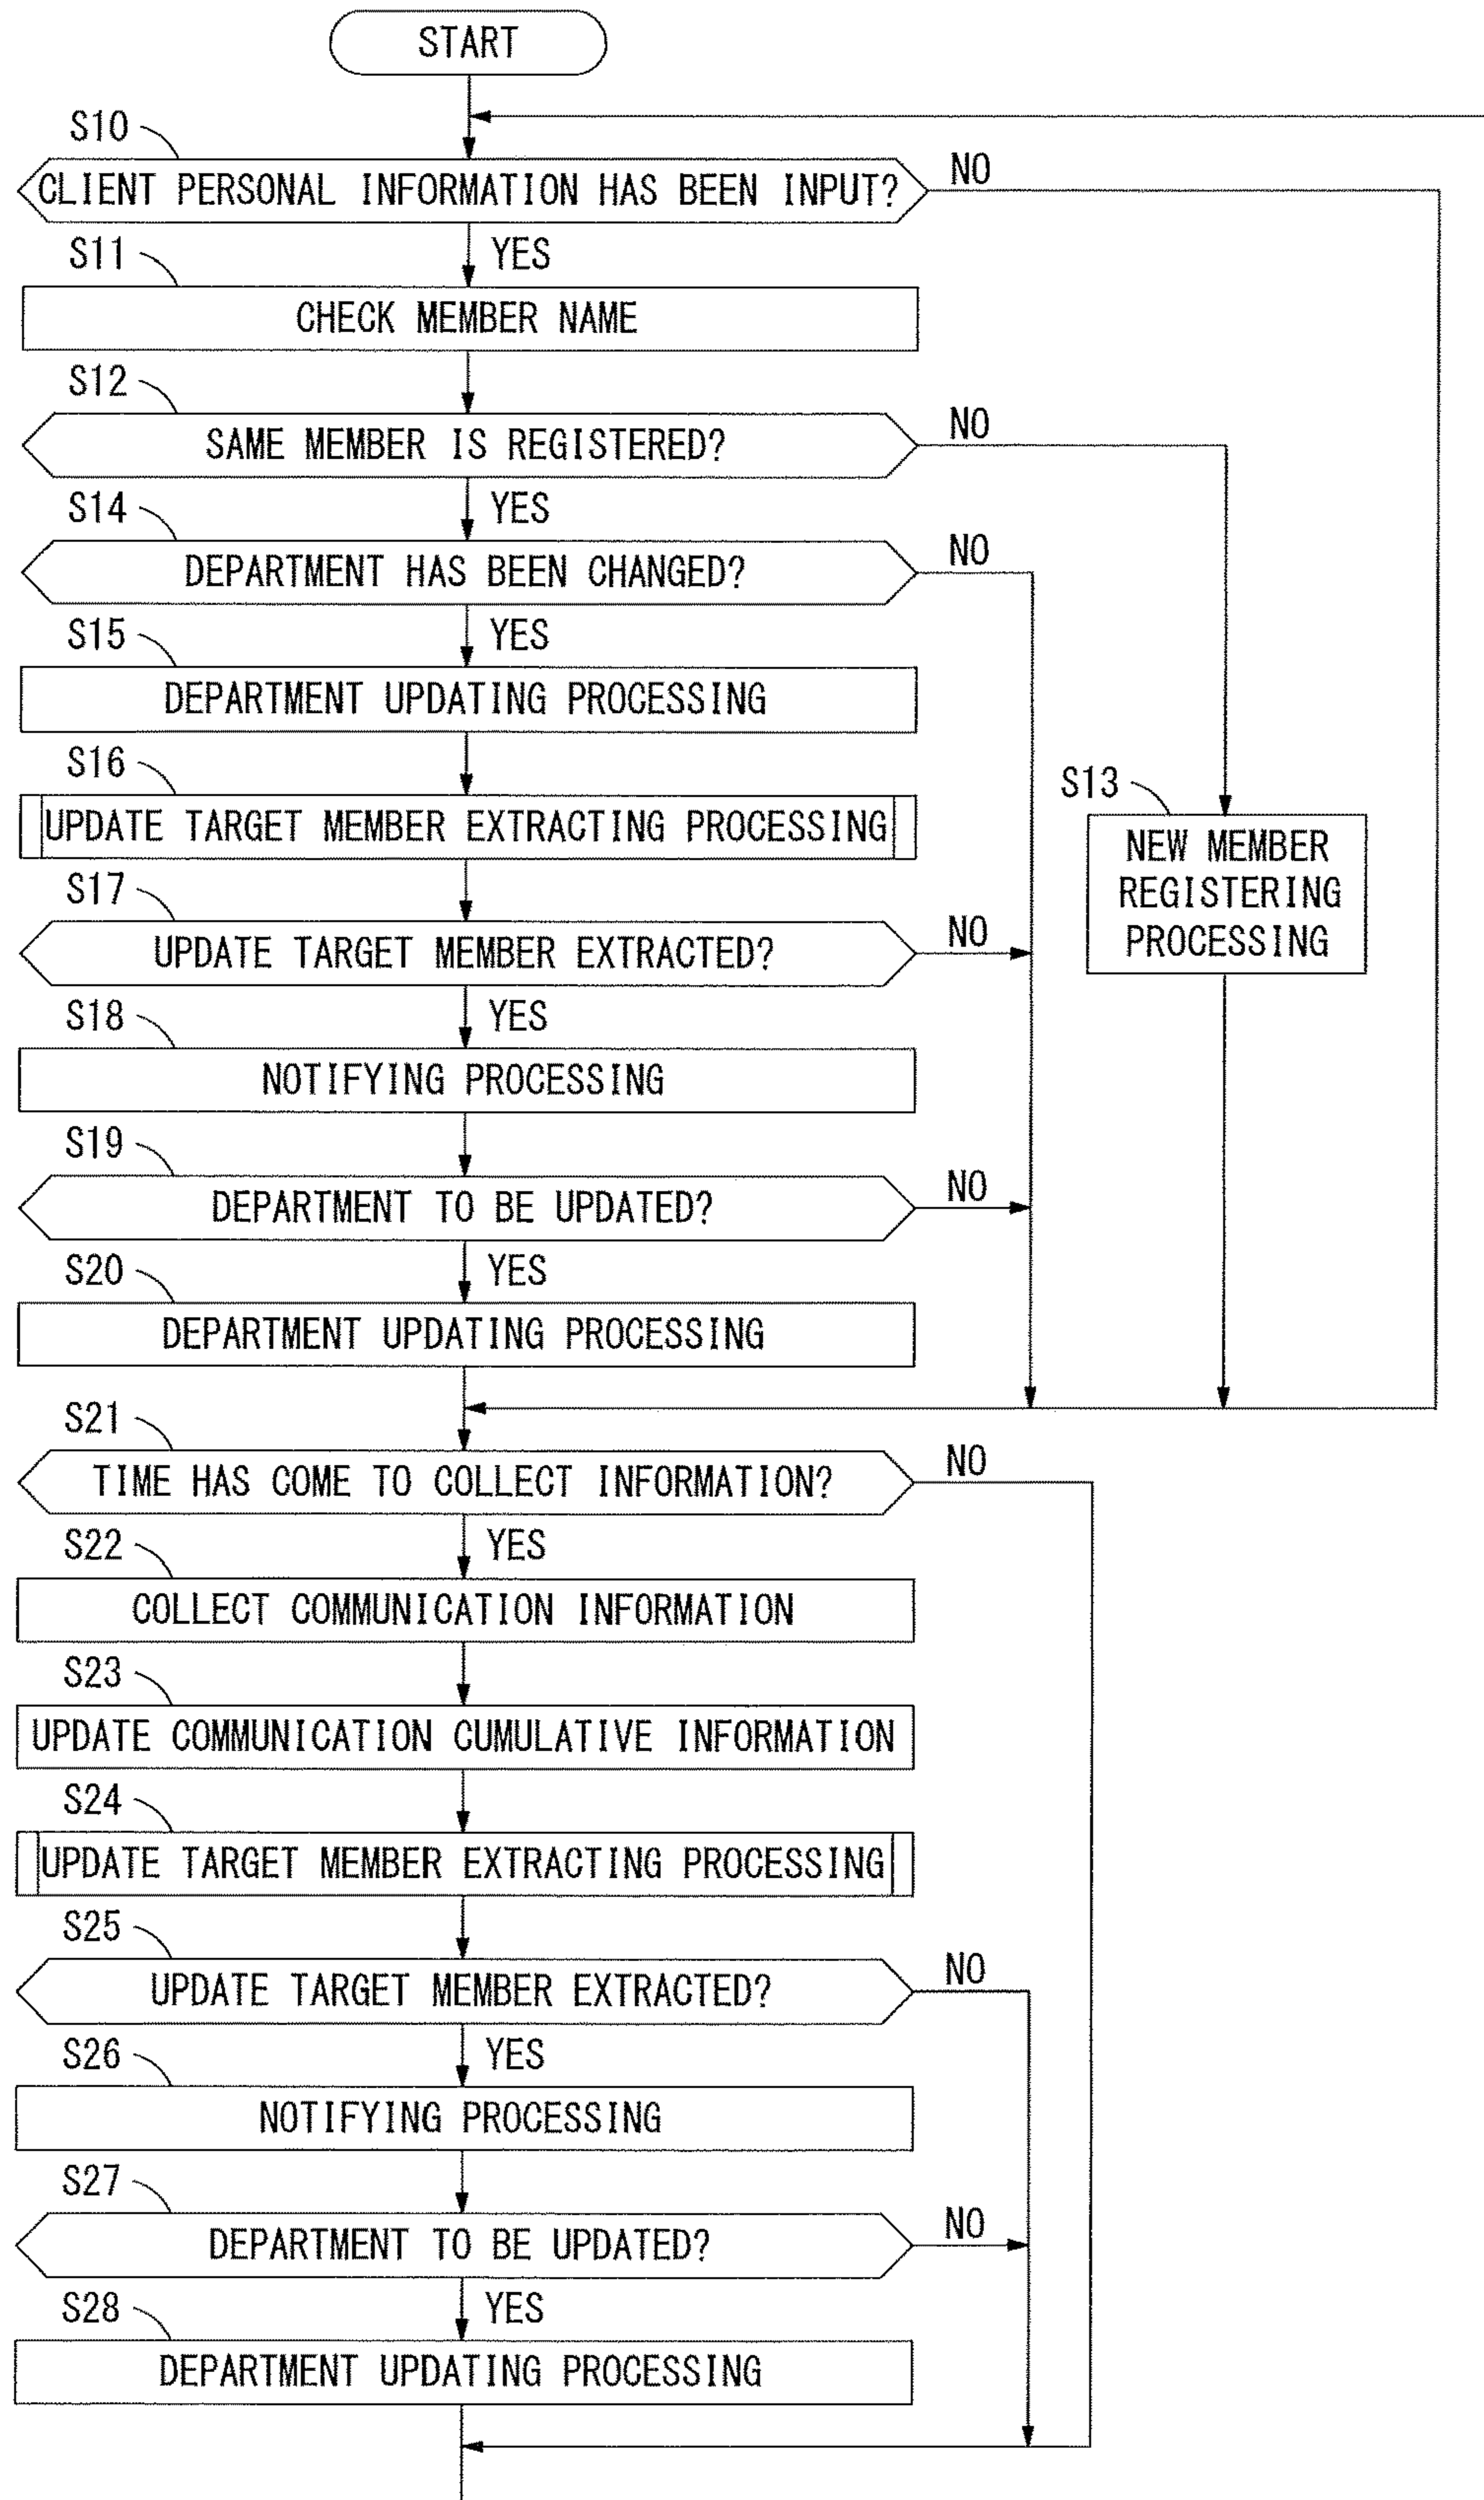 START
S10
CLIENT PERSONAL INFORMATION HAS BEEN INPUT?
NO
YES
S11
CHECK MEMBER NAME
S12
SAME MEMBER IS REGISTERED?
NO
YES
S14
DEPARTMENT HAS BEEN CHANGED?
NO
YES
S15
DEPARTMENT UPDATING PROCESSING
S16
UPDATE TARGET MEMBER EXTRACTING PROCESSING
S13
NEW MEMBER
REGISTERING
PROCESSING
S17
UPDATE TARGET MEMBER EXTRACTED?
NO
YES
S18
NOTIFYING PROCESSING
S19
DEPARTMENT TO BE UPDATED?
NO
YES
S20
DEPARTMENT UPDATING PROCESSING
S21
TIME HAS COME TO COLLECT INFORMATION?
NO
YES
S22
COLLECT COMMUNICATION INFORMATION
S23
UPDATE COMMUNICATION CUMULATIVE INFORMATION
S24
UPDATE TARGET MEMBER EXTRACTING PROCESSING
S25
UPDATE TARGET MEMBER EXTRACTED?
NO
YES
S26
NOTIFYING PROCESSING
S27
DEPARTMENT TO BE UPDATED?
NO
YES
S28
DEPARTMENT UPDATING PROCESSING